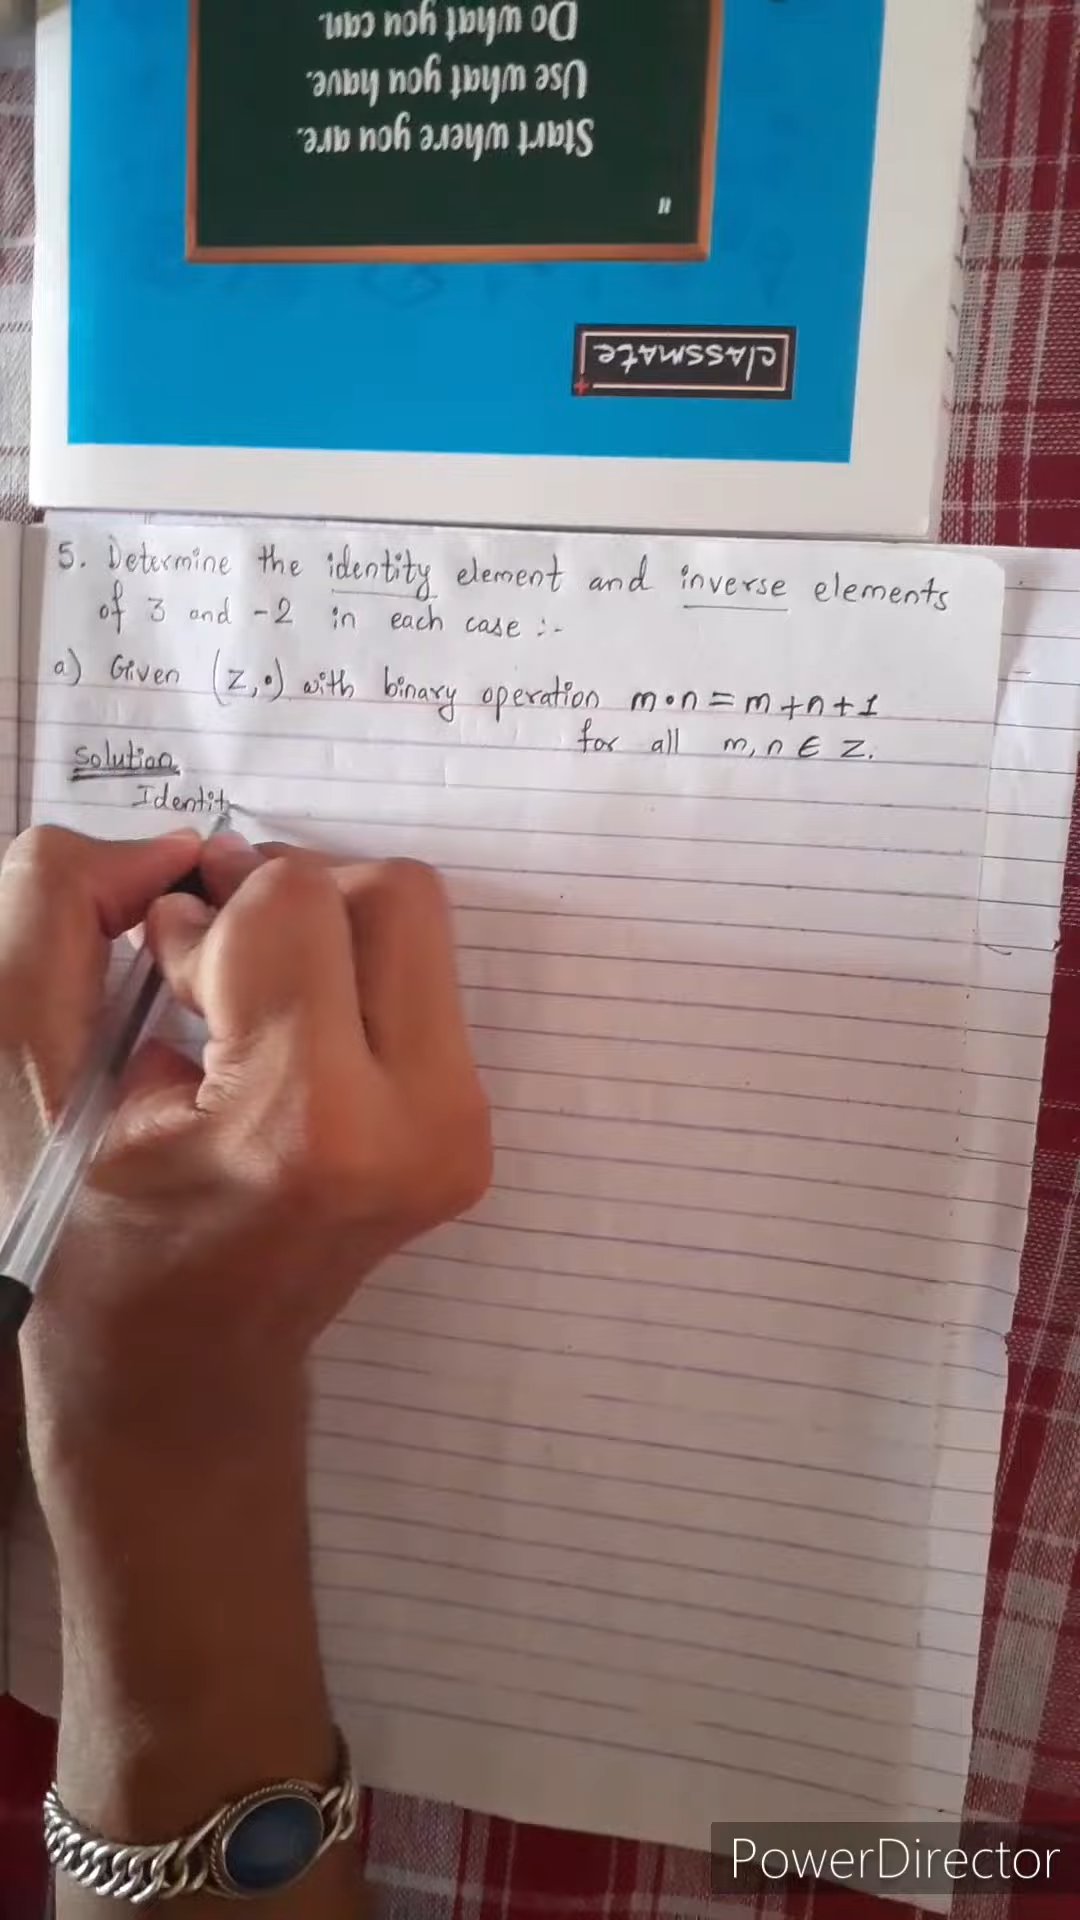 Do what you can.
Use what you have.
Start where you are.
"
classmate
5. Determine the identity element and inverse elements
of 3 and -2 in each case :-
a) Given (Z,•) with binary operation m•n = m+n+1
for all m, n ∈ Z.
Solution
Identity
PowerDirector